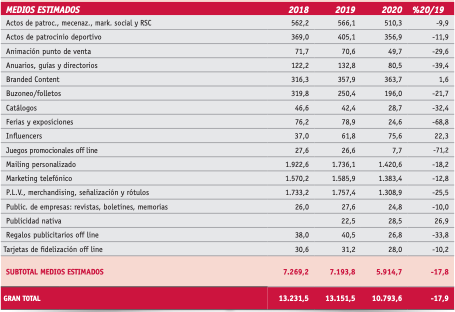 MEDIOS ESTIMADOS 2018 2019 2020 %20/19
Actos de patroc., mecenaz., mark. social y RSC 562,2 566,1 510,3 -9,9
Actos de patrocinio deportivo 369,0 405,1 356,9 -11,9
Animación punto de venta 71,7 70,6 49,7 -29,6
Anuarios, guías y directorios 122,2 132,8 80,5 -39,4
Branded Content 316,3 357,9 363,7 1,6
Buzoneo/folletos 319,8 250,4 196,0 -21,7
Catálogos 46,6 42,4 28,7 -32,4
Ferias y exposiciones 76,2 78,9 24,6 -68,8
Influencers 37,0 61,8 75,6 22,3
Juegos promocionales off line 27,6 26,6 7,7 -71,2
Mailing personalizado 1.922,6 1.736,1 1.420,6 -18,2
Marketing telefónico 1.570,2 1.585,9 1.383,4 -12,8
P.L.V., merchandising, señalización y rótulos 1.733,2 1.757,4 1.308,9 -25,5
Public. de empresas: revistas, boletines, memorias 26,0 27,6 24,8 -10,0
Publicidad nativa 22,5 28,5 26,9
Regalos publicitarios off line 38,0 40,5 26,8 -33,8
Tarjetas de fidelización off line 30,6 31,2 28,0 -10,2
SUBTOTAL MEDIOS ESTIMADOS 7.269,2 7.193,8 5.914,7 -17,8
GRAN TOTAL 13.231,5 13.151,5 10.793,6 -17,9